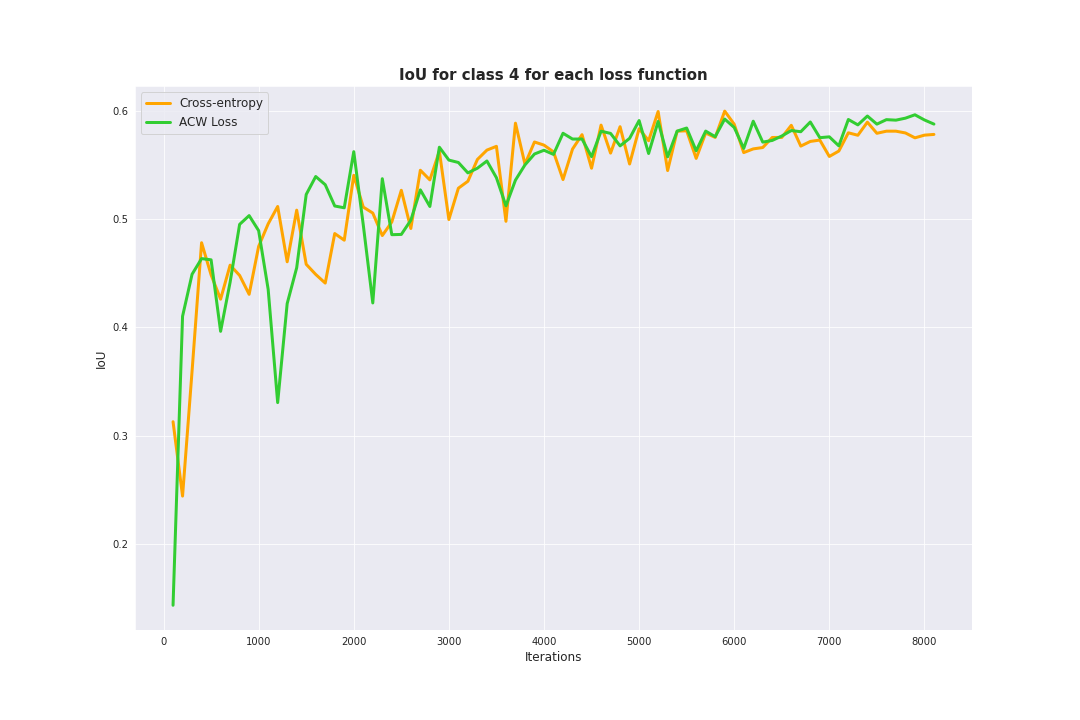 IoU for class 4 for each loss function
Cross-entropy
ACW Loss
0.6
0.5
0.4
0.3
0.2
IoU
0 1000 2000 3000 4000 5000 6000 7000 8000
Iterations